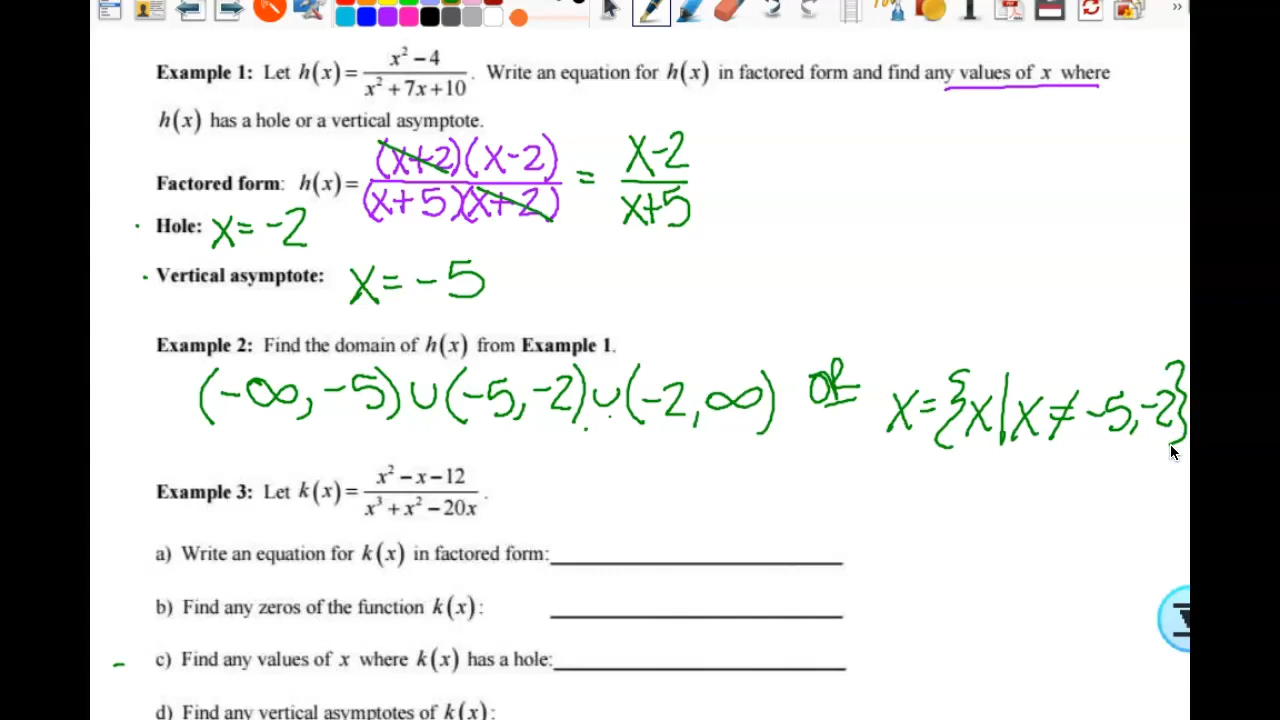 Example 1: Let h(x) = (x² − 4)/(x² + 7x + 10). Write an equation for h(x) in factored form and find any values of x where
h(x) has a hole or a vertical asymptote.
Factored form: h(x) = (x+2)(x-2)/(x+5)(x+2) = x-2/x+5
Hole: x = -2
Vertical asymptote: x = -5
Example 2: Find the domain of h(x) from Example 1.
(-∞, -5) ∪ (-5, -2) ∪ (-2, ∞) or x = {x | x ≠ -5, -2}
Example 3: Let k(x) = (x² − x − 12)/(x³ + x² − 20x).
a) Write an equation for k(x) in factored form:
b) Find any zeros of the function k(x):
c) Find any values of x where k(x) has a hole:
d) Find any vertical asymptotes of k(x):